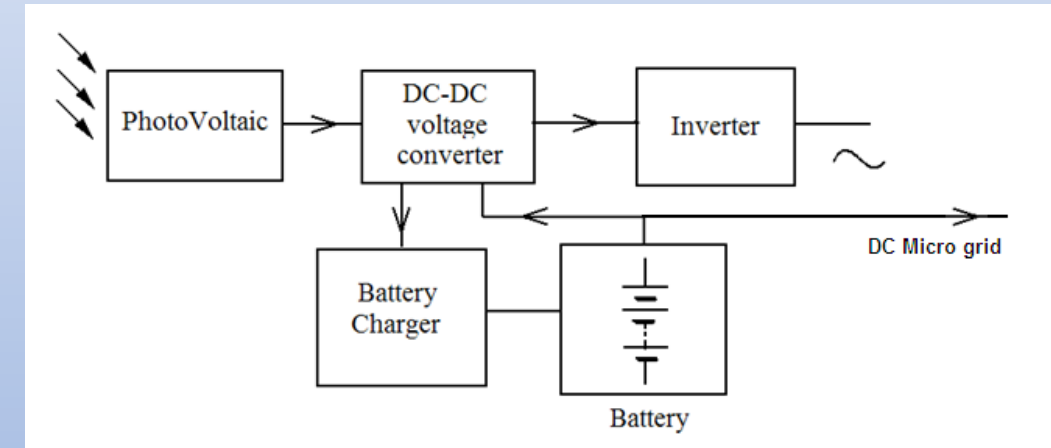 PhotoVoltaic
DC-DC
voltage
converter
Inverter
DC Micro grid
Battery
Charger
Battery